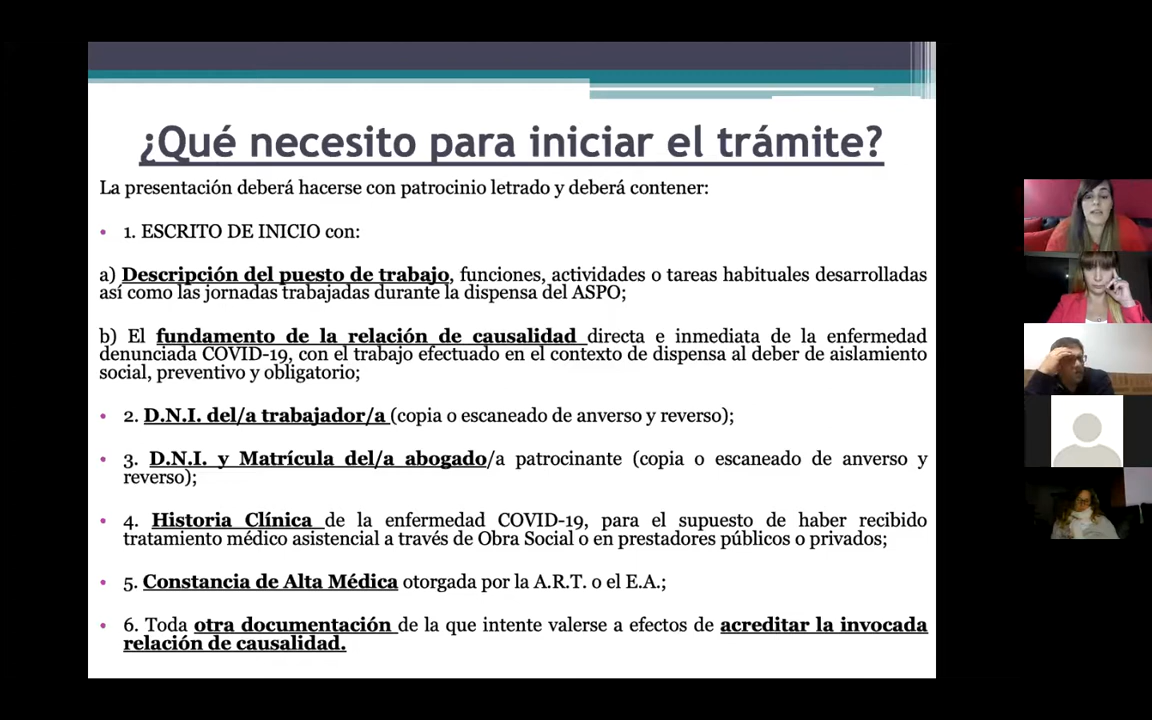 ¿Qué necesito para iniciar el trámite?
La presentación deberá hacerse con patrocinio letrado y deberá contener:
• 1. ESCRITO DE INICIO con:
a) Descripción del puesto de trabajo, funciones, actividades o tareas habituales desarrolladas
así como las jornadas trabajadas durante la dispensa del ASPO;
b) El fundamento de la relación de causalidad directa e inmediata de la enfermedad
denunciada COVID-19, con el trabajo efectuado en el contexto de dispensa al deber de aislamiento
social, preventivo y obligatorio;
• 2. D.N.I. del/a trabajador/a (copia o escaneado de anverso y reverso);
• 3. D.N.I. y Matrícula del/a abogado/a patrocinante (copia o escaneado de anverso y
reverso);
• 4. Historia Clínica de la enfermedad COVID-19, para el supuesto de haber recibido
tratamiento médico asistencial a través de Obra Social o en prestadores públicos o privados;
• 5. Constancia de Alta Médica otorgada por la A.R.T. o el E.A.;
• 6. Toda otra documentación de la que intente valerse a efectos de acreditar la invocada
relación de causalidad.